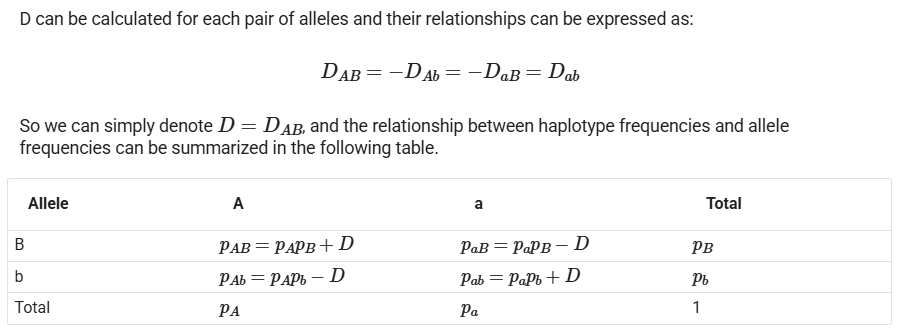 D can be calculated for each pair of alleles and their relationships can be expressed as:
D_{AB} = −D_{Ab} = −D_{aB} = D_{ab}
So we can simply denote D = D_{AB}, and the relationship between haplotype frequencies and allele
frequencies can be summarized in the following table.
Allele A a Total
B p_{AB} = p_A p_B + D p_{aB} = p_a p_B − D p_B
b p_{Ab} = p_A p_b − D p_{ab} = p_a p_b + D p_b
Total p_A p_a 1